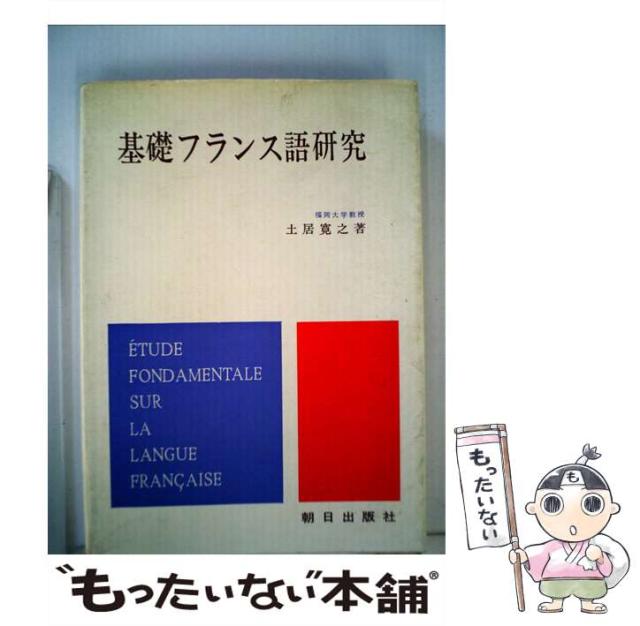 基礎フランス語研究
福岡大学教授
土居寛之著
ÉTUDE
FONDAMENTALE
SUR
LA
LANGUE
FRANÇAISE
朝日出版社
も
もったいない
"もったいない"本舗®